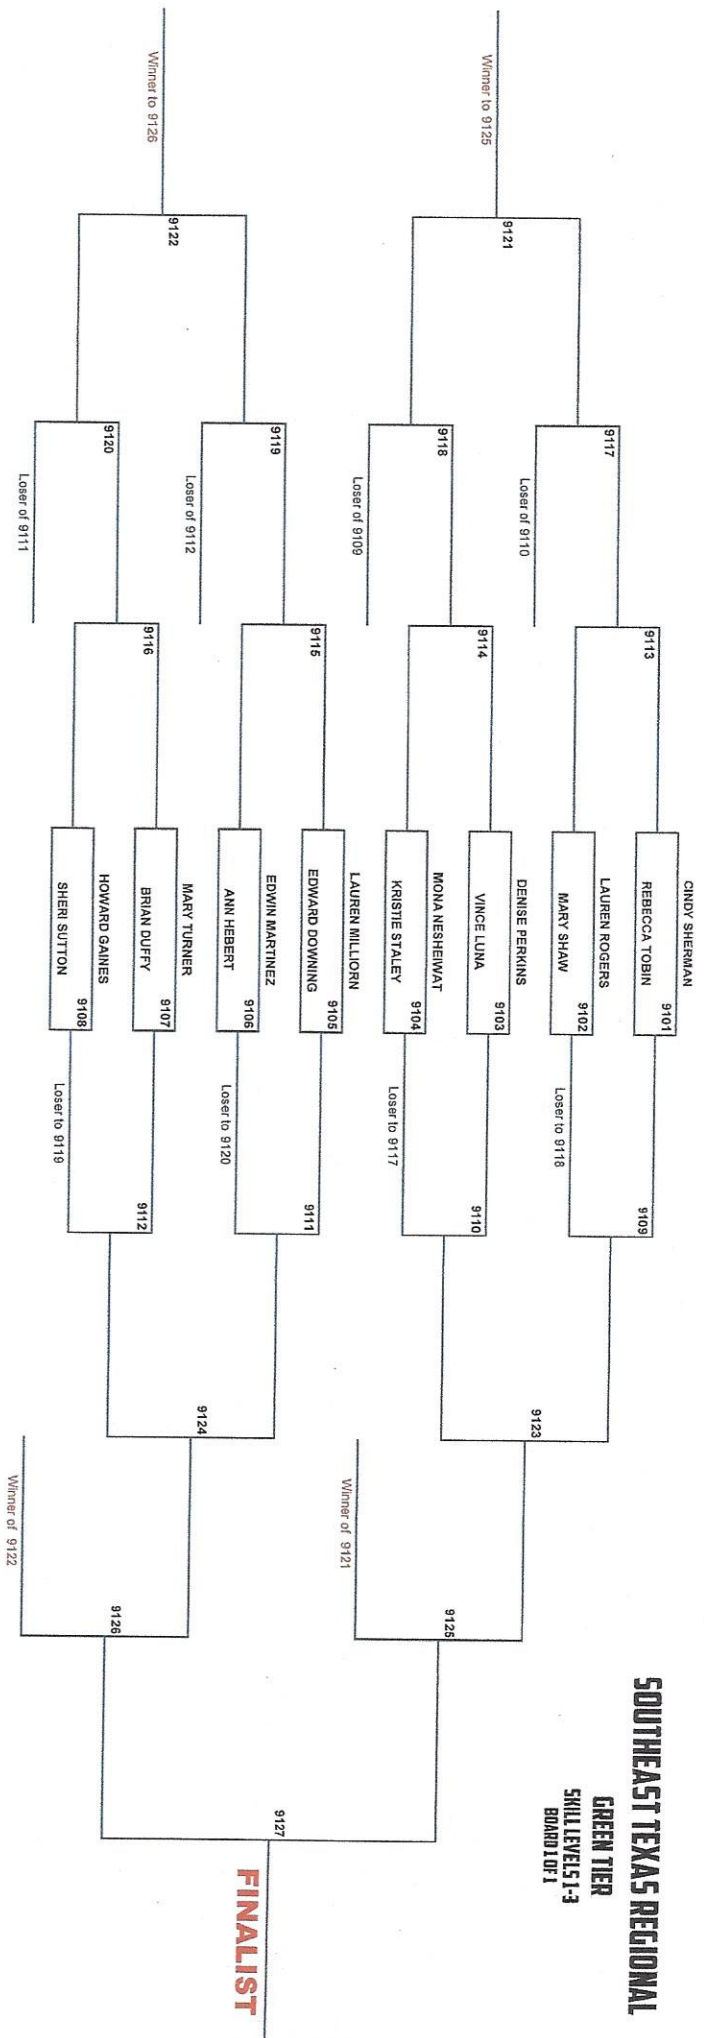 SOUTHEAST TEXAS REGIONAL
GREEN TIER
SKILL LEVELS 1-3
BOARD 1 OF 1
CINDY SHERMAN
REBECCA TOBIN
9101
LAUREN ROGERS
MARY SHAW
9102
DENISE PERKINS
VINCE LUNA
9103
MONA NESHEIWAT
KRISTIE STALEY
9104
LAUREN MILLIORN
EDWARD DOWNING
9105
EDWIN MARTINEZ
ANN HEBERT
9106
MARY TURNER
BRIAN DUFFY
9107
HOWARD GAINES
SHERI SUTTON
9108
9109
Loser to 9118
9110
Loser to 9117
9111
Loser to 9120
9112
Loser to 9119
9113
9114
9115
9116
9117
Loser of 9110
9118
Loser of 9109
9119
Loser of 9112
9120
Loser of 9111
9121
Winner to 9125
9122
Winner to 9126
9123
9124
Winner of 9121
9125
Winner of 9122
9126
9127
FINALIST